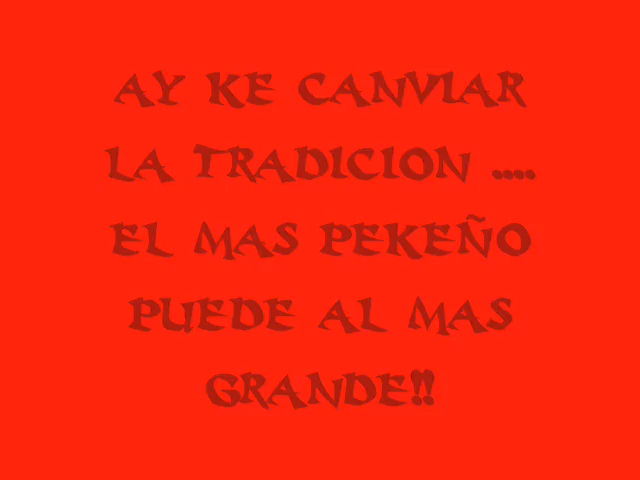 AY KE CANVIAR
LA TRADICION ....
EL MAS PEKEÑO
PUEDE AL MAS
GRANDE!!